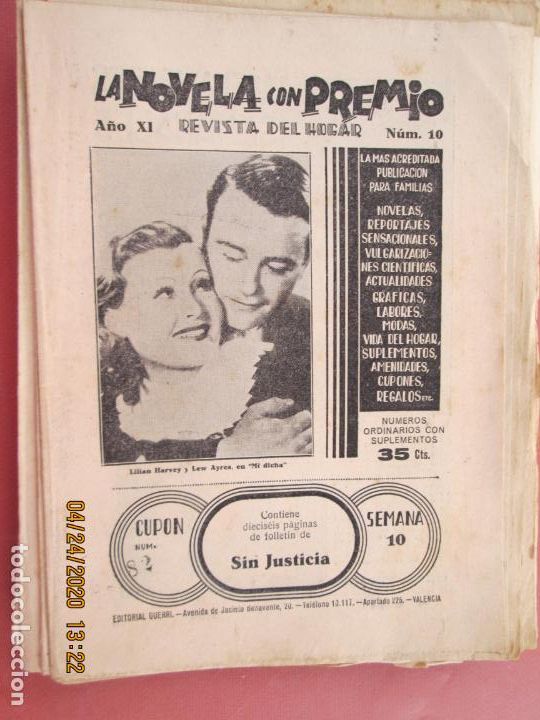 LA NOVELA CON PREMIO
Año XI REVISTA DEL HOGAR Núm. 10
LA MAS ACREDITADA
PUBLICACION
PARA FAMILIAS
NOVELAS,
REPORTAJES
SENSACIONALES,
VULGARIZACIO-
NES CIENTIFICAS,
ACTUALIDADES
GRAFICAS,
LABORES,
MODAS,
VIDA DEL HOGAR,
SUPLEMENTOS,
AMENIDADES,
CUPONES,
REGALOS ETC.
NUMEROS
ORDINARIOS CON
SUPLEMENTOS
35 Cts.
Lilian Harvey y Lew Ayres, en "Mi dicha"
CUPON
NUM.
82
Contiene
dieciséis páginas
de folletín de
Sin Justicia
SEMANA
10
EDITORIAL GUERRI.—Avenida de Jacinto Benavente, 20. — Teléfono 12.117.—Apartado 225. —VALENCIA
04/24/2020 13:22
todocoleccion